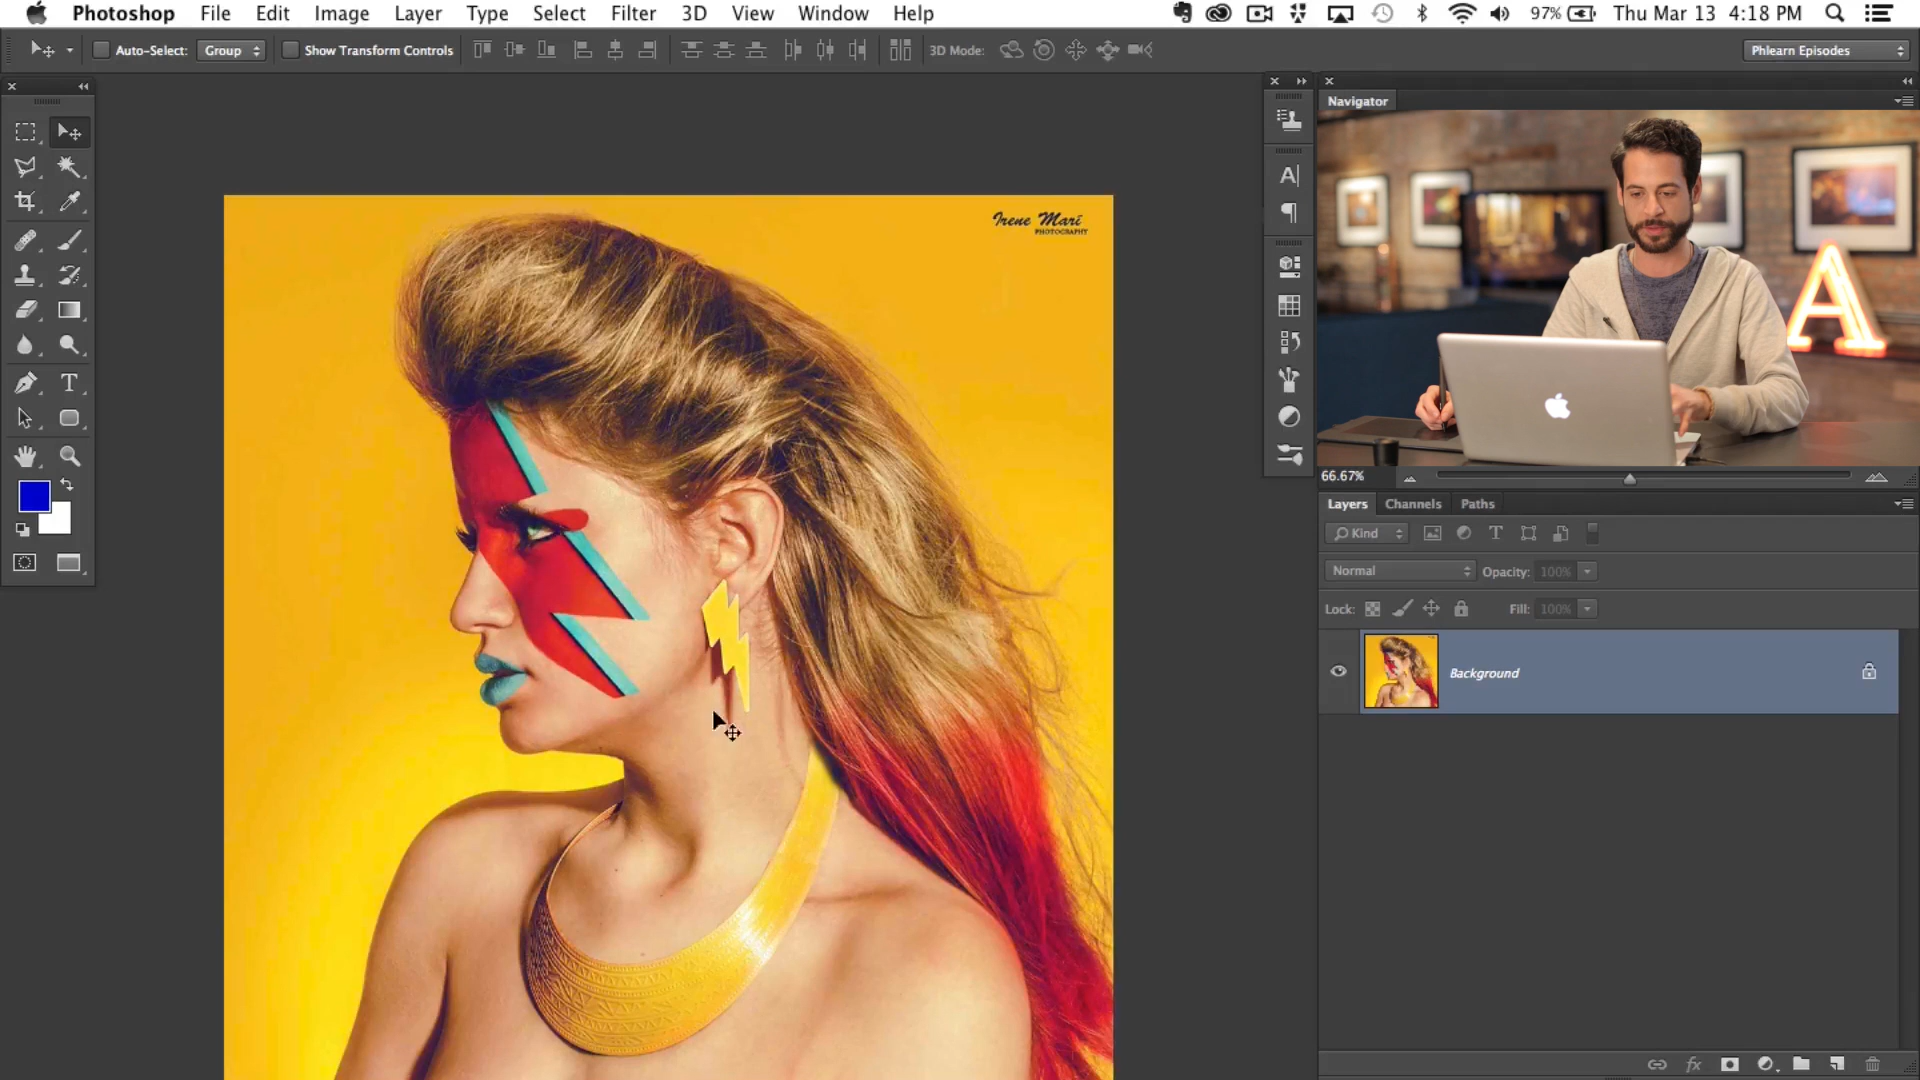 Photoshop File Edit Image Layer Type Select Filter 3D View Window Help 97% Thu Mar 13 4:18 PM
Auto-Select: Group Show Transform Controls 3D Mode: Phlearn Episodes
Navigator
Irene Marí
PHOTOGRAPHY
A
66.67%
Layers Channels Paths
Kind
Normal Opacity: 100%
Lock: Fill: 100%
Background
fx